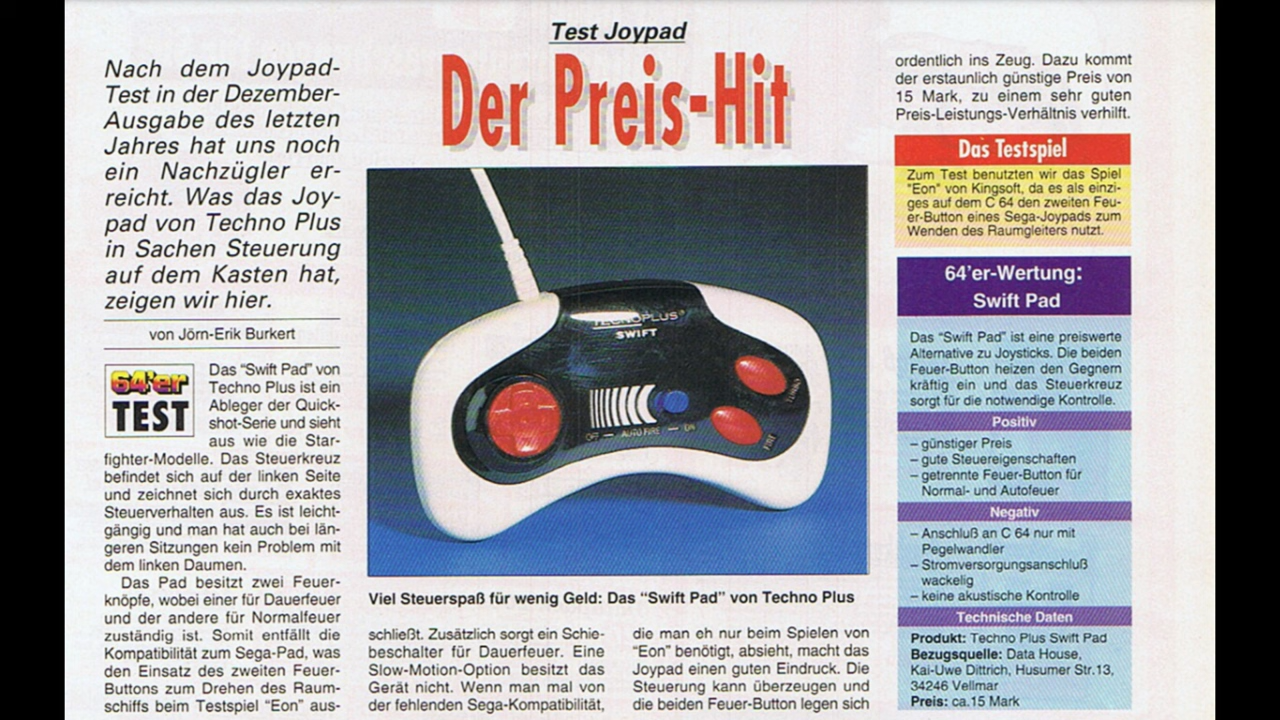 Test Joypad
Der Preis-Hit
Nach dem Joypad-
Test in der Dezember-
Ausgabe des letzten
Jahres hat uns noch
ein Nachzügler er-
reicht. Was das Joy-
pad von Techno Plus
in Sachen Steuerung
auf dem Kasten hat,
zeigen wir hier.
von Jörn-Erik Burkert
64'er
TEST
Das “Swift Pad” von
Techno Plus ist ein
Ableger der Quick-
shot-Serie und sieht
aus wie die Star-
fighter-Modelle. Das Steuerkreuz
befindet sich auf der linken Seite
und zeichnet sich durch exaktes
Steuerverhalten aus. Es ist leicht-
gängig und man hat auch bei län-
geren Sitzungen kein Problem mit
dem linken Daumen.
Das Pad besitzt zwei Feuer-
knöpfe, wobei einer für Dauerfeuer
und der andere für Normalfeuer
zuständig ist. Somit entfällt die
Kompatibilität zum Sega-Pad, was
den Einsatz des zweiten Feuer-
Buttons zum Drehen des Raum-
schiffs beim Testspiel “Eon” aus-
TECNOPLUS®
SWIFT
OFF — AUTO FIRE — ON
TURBO
FIRE
Viel Steuerspaß für wenig Geld: Das “Swift Pad” von Techno Plus
schließt. Zusätzlich sorgt ein Schie-
beschalter für Dauerfeuer. Eine
Slow-Motion-Option besitzt das
Gerät nicht. Wenn man mal von
der fehlenden Sega-Kompatibilität,
die man eh nur beim Spielen von
“Eon” benötigt, absieht, macht das
Joypad einen guten Eindruck. Die
Steuerung kann überzeugen und
die beiden Feuer-Button legen sich
ordentlich ins Zeug. Dazu kommt
der erstaunlich günstige Preis von
15 Mark, zu einem sehr guten
Preis-Leistungs-Verhältnis verhilft.
Das Testspiel
Zum Test benutzten wir das Spiel
"Eon" von Kingsoft, da es als einzi-
ges auf dem C 64 den zweiten Feu-
er-Button eines Sega-Joypads zum
Wenden des Raumgleiters nutzt.
64’er-Wertung:
Swift Pad
Das “Swift Pad” ist eine preiswerte
Alternative zu Joysticks. Die beiden
Feuer-Button heizen den Gegnern
kräftig ein und das Steuerkreuz
sorgt für die notwendige Kontrolle.
Positiv
– günstiger Preis
– gute Steuereigenschaften
– getrennte Feuer-Button für
Normal- und Autofeuer
Negativ
– Anschluß an C 64 nur mit
Pegelwandler
– Stromversorgungsanschluß
wackelig
– keine akustische Kontrolle
Technische Daten
Produkt: Techno Plus Swift Pad
Bezugsquelle: Data House,
Kai-Uwe Dittrich, Husumer Str.13,
34246 Vellmar
Preis: ca.15 Mark